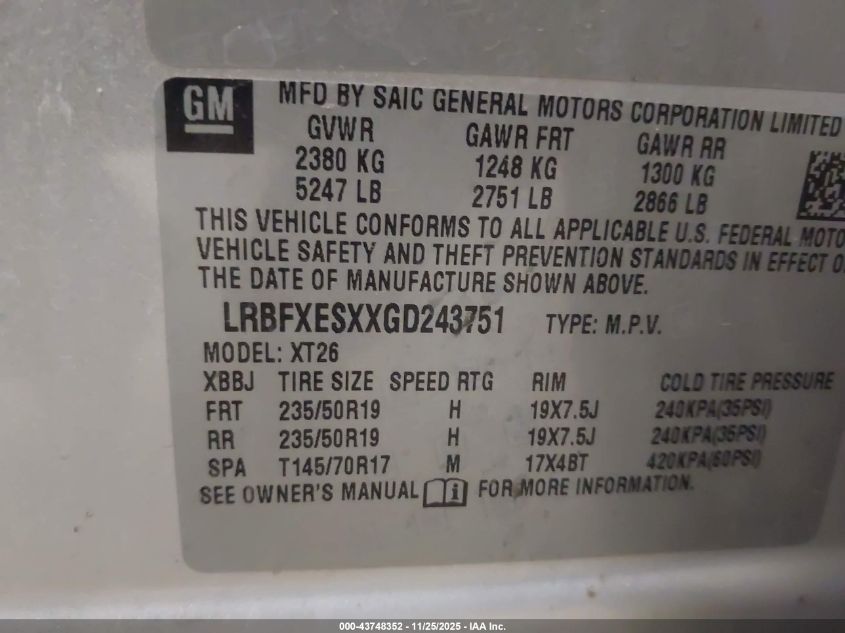 GM
MFD BY SAIC GENERAL MOTORS CORPORATION LIMITED
GVWR GAWR FRT GAWR RR
2380 KG 1248 KG 1300 KG
5247 LB 2751 LB 2866 LB
THIS VEHICLE CONFORMS TO ALL APPLICABLE U.S. FEDERAL MOTO
VEHICLE SAFETY AND THEFT PREVENTION STANDARDS IN EFFECT O
THE DATE OF MANUFACTURE SHOWN ABOVE.
LRBFXESXXGD243751 TYPE: M.P.V.
MODEL: XT26
XBBJ TIRE SIZE SPEED RTG RIM COLD TIRE PRESSURE
FRT 235/50R19 H 19X7.5J 240KPA(35PSI)
RR 235/50R19 H 19X7.5J 240KPA(35PSI)
SPA T145/70R17 M 17X4BT 420KPA(60PSI)
SEE OWNER'S MANUAL i FOR MORE INFORMATION.
000-43748352 - 11/25/2025 - IAA Inc.